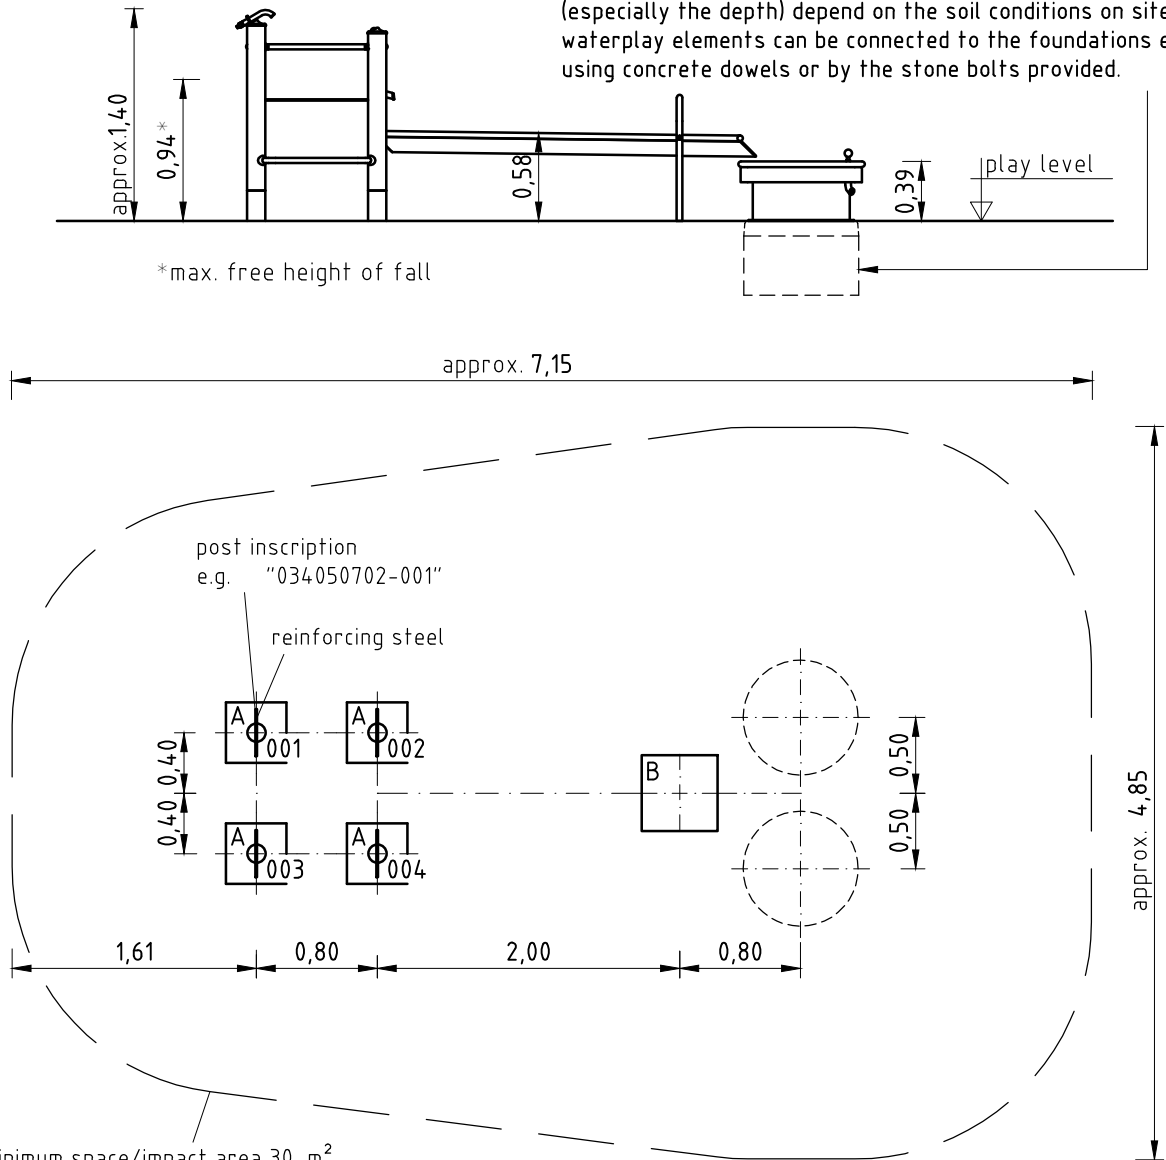 (especially the depth) depend on the soil conditions on site
waterplay elements can be connected to the foundations
using concrete dowels or by the stone bolts provided.
approx.1,40
0,94*
0,58
0,39
play level
*max. free height of fall
approx. 7,15
post inscription
e.g. "034050702-001"
reinforcing steel
A
001
A
002
0,40
0,40
A
003
A
004
B
0,50
0,50
approx. 4,85
1,61
0,80
2,00
0,80
space/impact area 30 m²